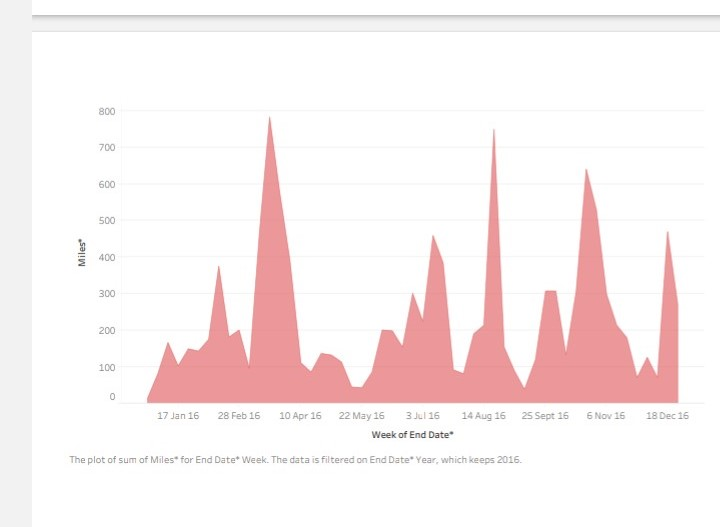 800
700
600
500
400
300
200
100
0
Miles*
17 Jan 16 28 Feb 16 10 Apr 16 22 May 16 3 Jul 16 14 Aug 16 25 Sept 16 6 Nov 16 18 Dec 16
Week of End Date*
The plot of sum of Miles* for End Date* Week. The data is filtered on End Date* Year, which keeps 2016.